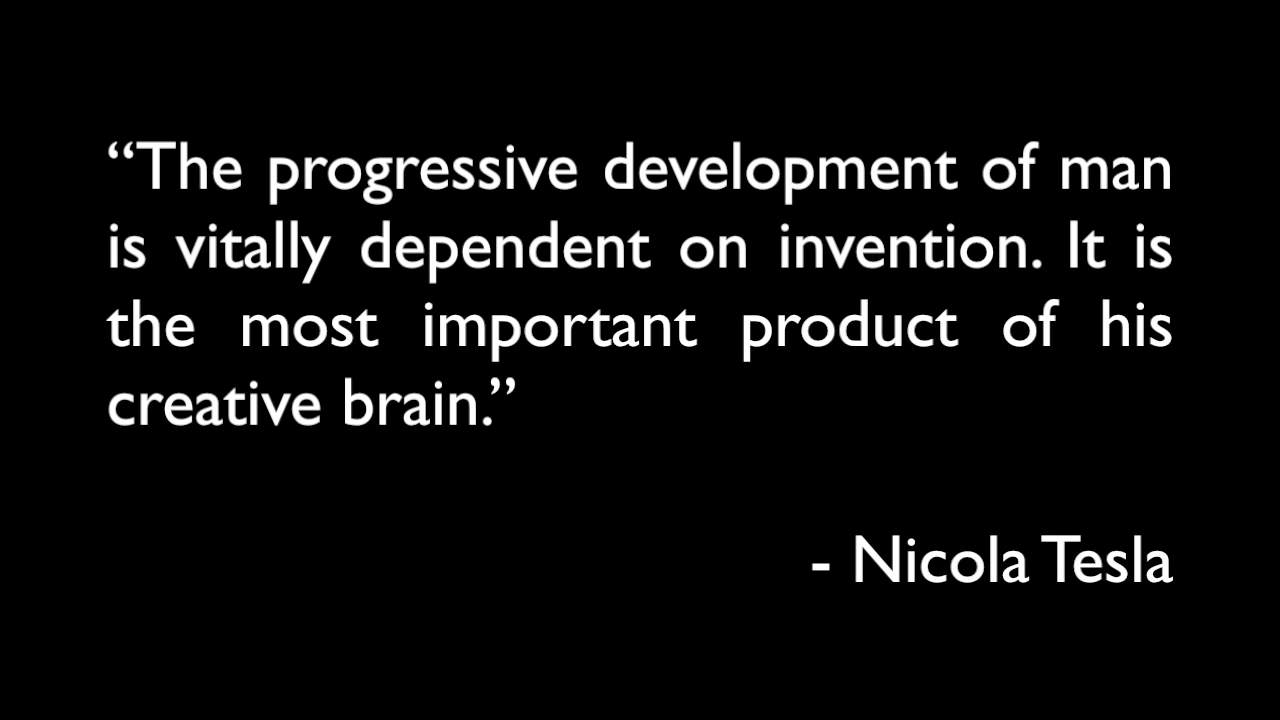 “The progressive development of man
is vitally dependent on invention. It is
the most important product of his
creative brain.”
- Nicola Tesla